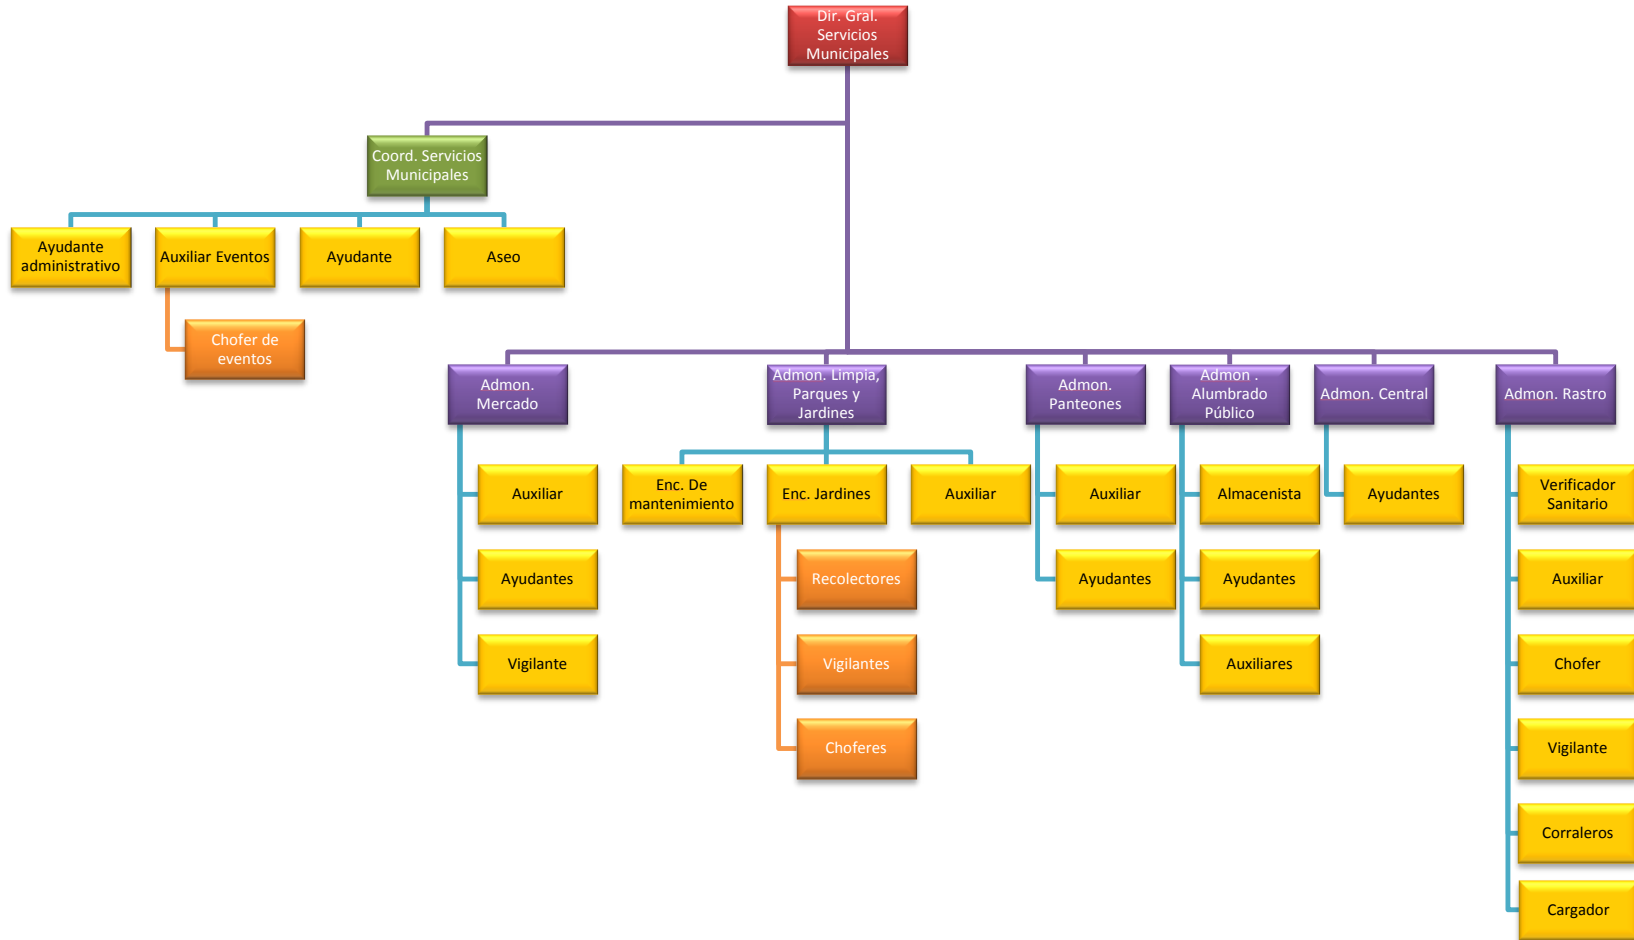 Dir. Gral.
Servicios
Municipales
Coord. Servicios
Municipales
Ayudante
administrativo
Auxiliar Eventos
Ayudante
Aseo
Chofer de
eventos
Admon.
Mercado
Admon. Limpia,
Parques y
Jardines
Admon.
Panteones
Admon .
Alumbrado
Público
Admon. Central
Admon. Rastro
Auxiliar
Enc. De
mantenimiento
Enc. Jardines
Auxiliar
Auxiliar
Almacenista
Ayudantes
Verificador
Sanitario
Ayudantes
Recolectores
Ayudantes
Ayudantes
Auxiliar
Vigilante
Vigilantes
Auxiliares
Chofer
Choferes
Vigilante
Corraleros
Cargador